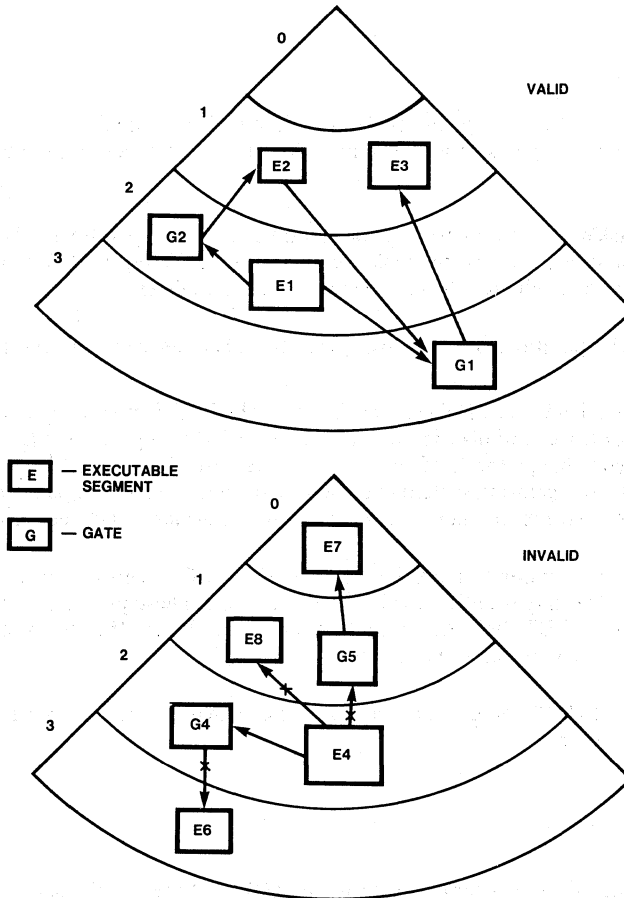 0
VALID
1
E2
E3
2
G2
3
E1
G1
E — EXECUTABLE
SEGMENT
G — GATE
0
INVALID
E7
1
E8
G5
2
G4
3
E4
E6